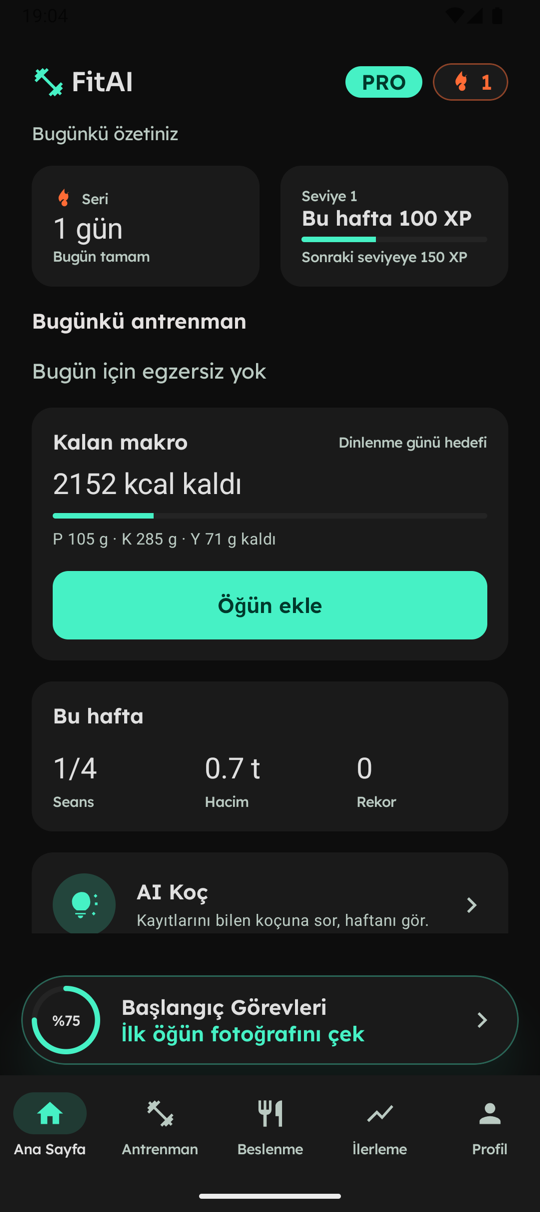 19:04
FitAI
PRO
1
Bugünkü özetiniz
Seri
1 gün
Bugün tamam
Seviye 1
Bu hafta 100 XP
Sonraki seviyeye 150 XP
Bugünkü antrenman
Bugün için egzersiz yok
Kalan makro
Dinlenme günü hedefi
2152 kcal kaldı
P 105 g · K 285 g · Y 71 g kaldı
Öğün ekle
Bu hafta
1/4
0.7 t
0
Seans
Hacim
Rekor
AI Koç
Kayıtlarını bilen koçuna sor, haftanı gör.
%75
Başlangıç Görevleri
İlk öğün fotoğrafını çek
Ana Sayfa
Antrenman
Beslenme
İlerleme
Profil